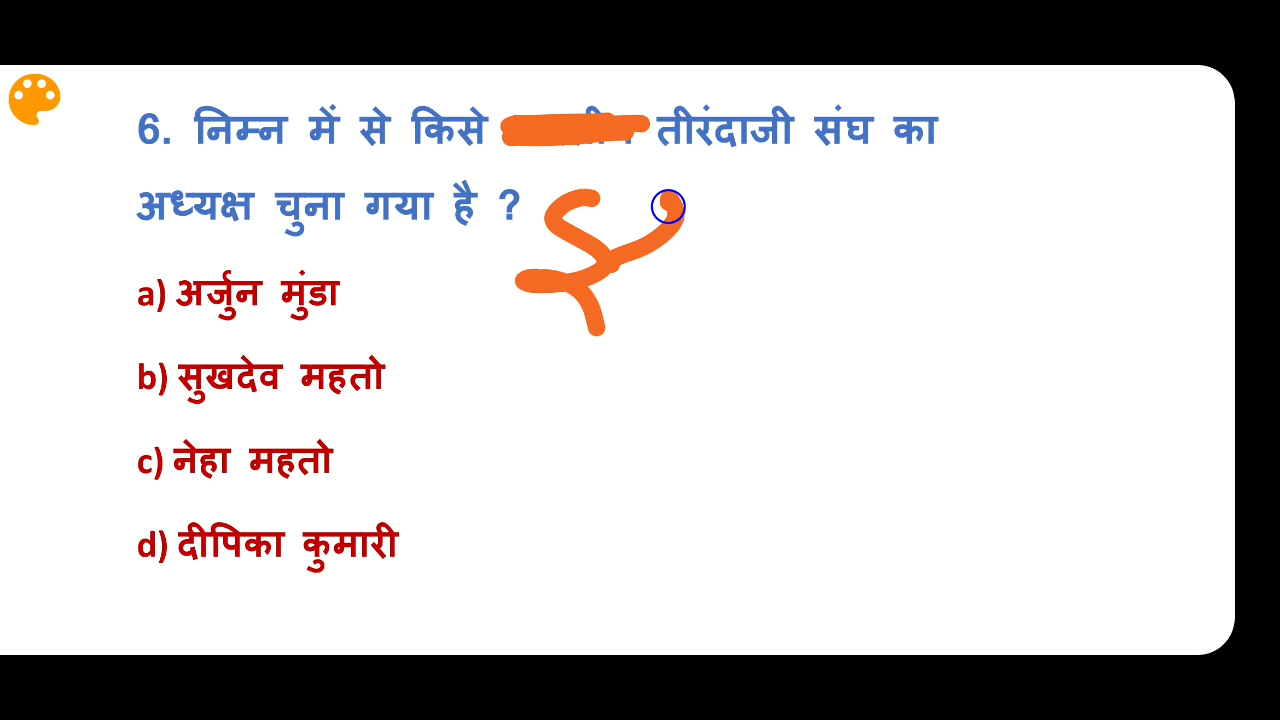 6. निम्न में से किसे तीरंदाजी संघ का
अध्यक्ष चुना गया है ?
a) अर्जुन मुंडा
b) सुखदेव महतो
c) नेहा महतो
d) दीपिका कुमारी